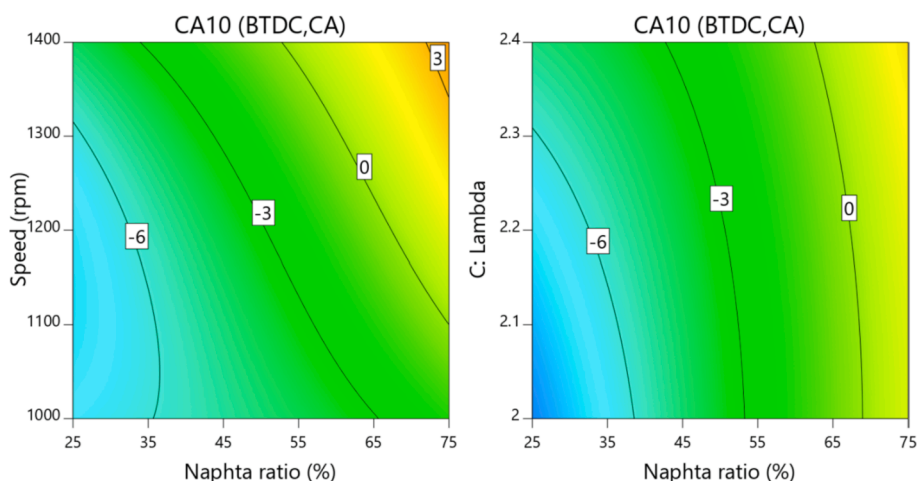 CA10 (BTDC,CA)
1400
1300
1200
1100
1000
Speed (rpm)
3
0
-3
-6
25 35 45 55 65 75
Naphta ratio (%)
CA10 (BTDC,CA)
2.4
2.3
2.2
2.1
2
C: Lambda
-3
0
-6
25 35 45 55 65 75
Naphta ratio (%)